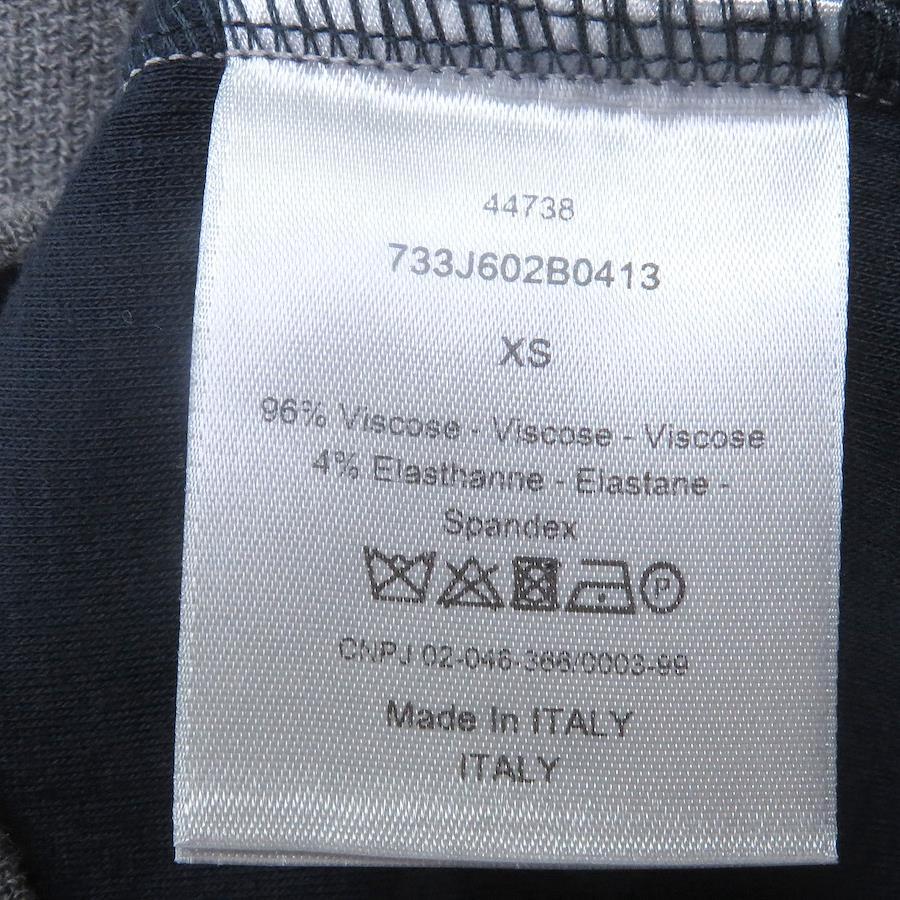 44738
733J602B0413
XS
96% Viscose - Viscose - Viscose
4% Elasthanne - Elastane -
Spandex
P
CNPJ 02-046-366/0003-99
Made In ITALY
ITALY